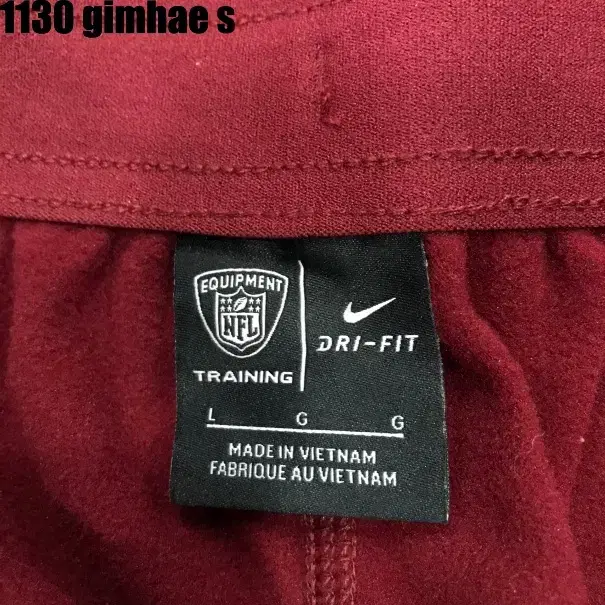 1130 gimhae s
EQUIPMENT
NFL
TRAINING
DRI-FIT
L G G
MADE IN VIETNAM
FABRIQUE AU VIETNAM